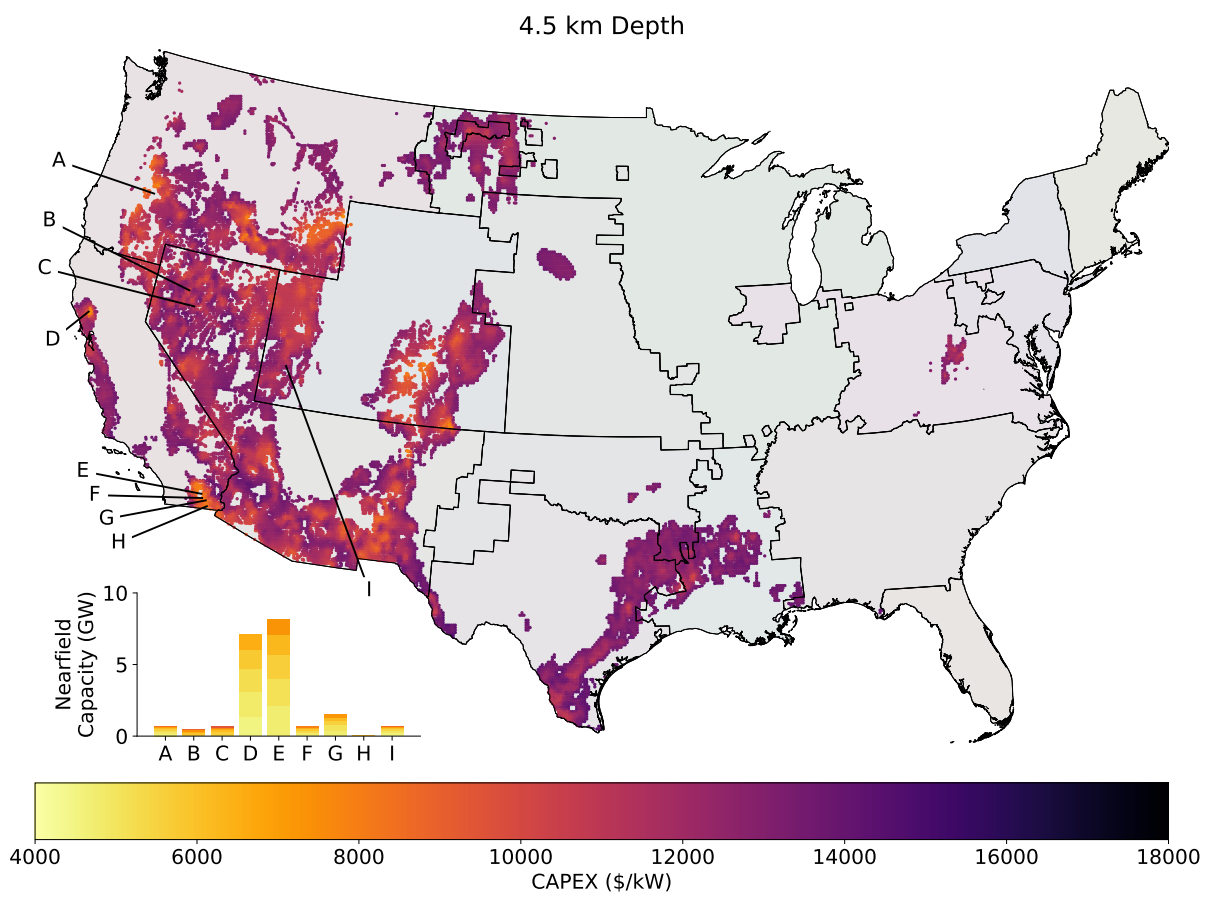 4.5 km Depth
A
B
C
D
E
F
G
H
I
Nearfield
Capacity (GW)
10
5
0
A B C D E F G H I
4000 6000 8000 10000 12000 14000 16000 18000
CAPEX ($/kW)